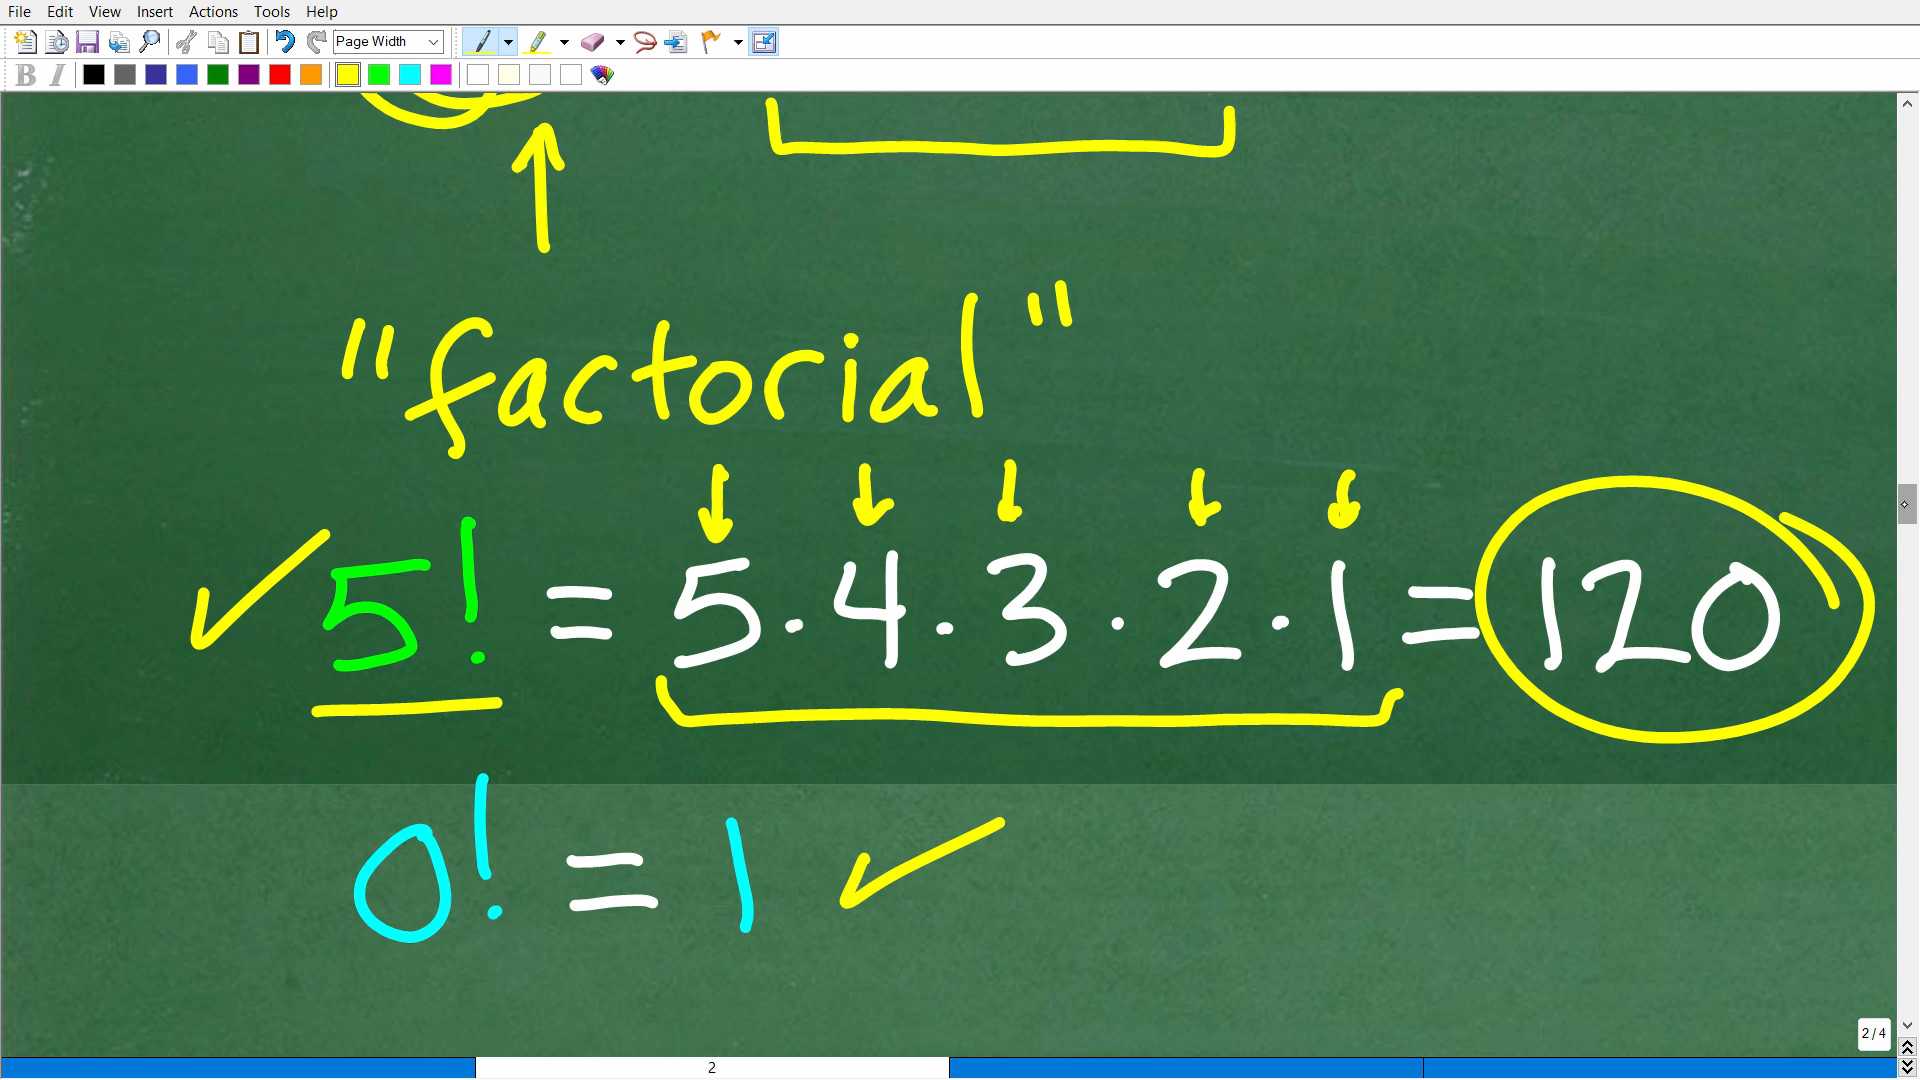 File Edit View Insert Actions Tools Help
Page Width
B I
"factorial"
5! = 5 · 4 · 3 · 2 · 1 = 120
0! = 1
2 / 4
2